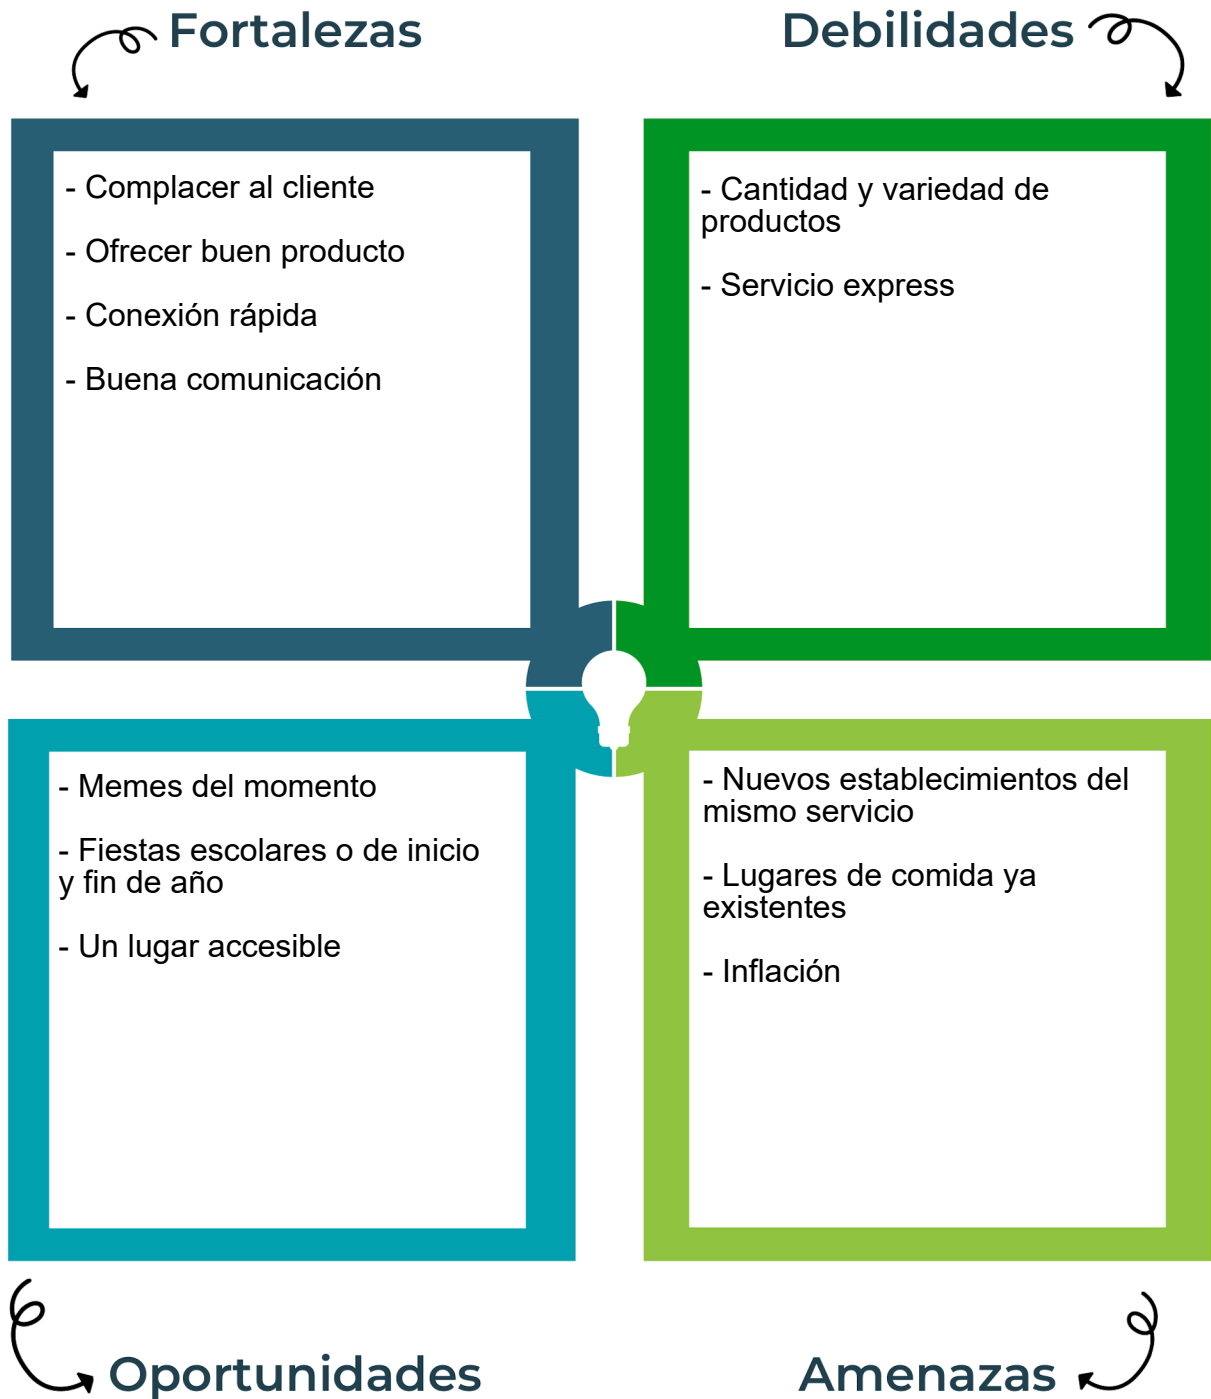 Fortalezas
- Complacer al cliente
- Ofrecer buen producto
- Conexión rápida
- Buena comunicación
Debilidades
- Cantidad y variedad de
productos
- Servicio express
- Memes del momento
- Fiestas escolares o de inicio
y fin de año
- Un lugar accesible
Oportunidades
- Nuevos establecimientos del
mismo servicio
- Lugares de comida ya
existentes
- Inflación
Amenazas